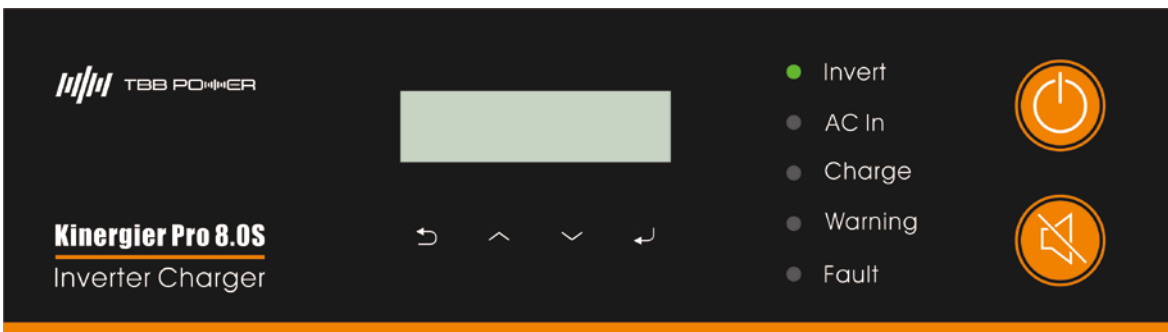 TBB POWER
Kinergier Pro 8.0S
Inverter Charger
Invert
AC In
Charge
Warning
Fault